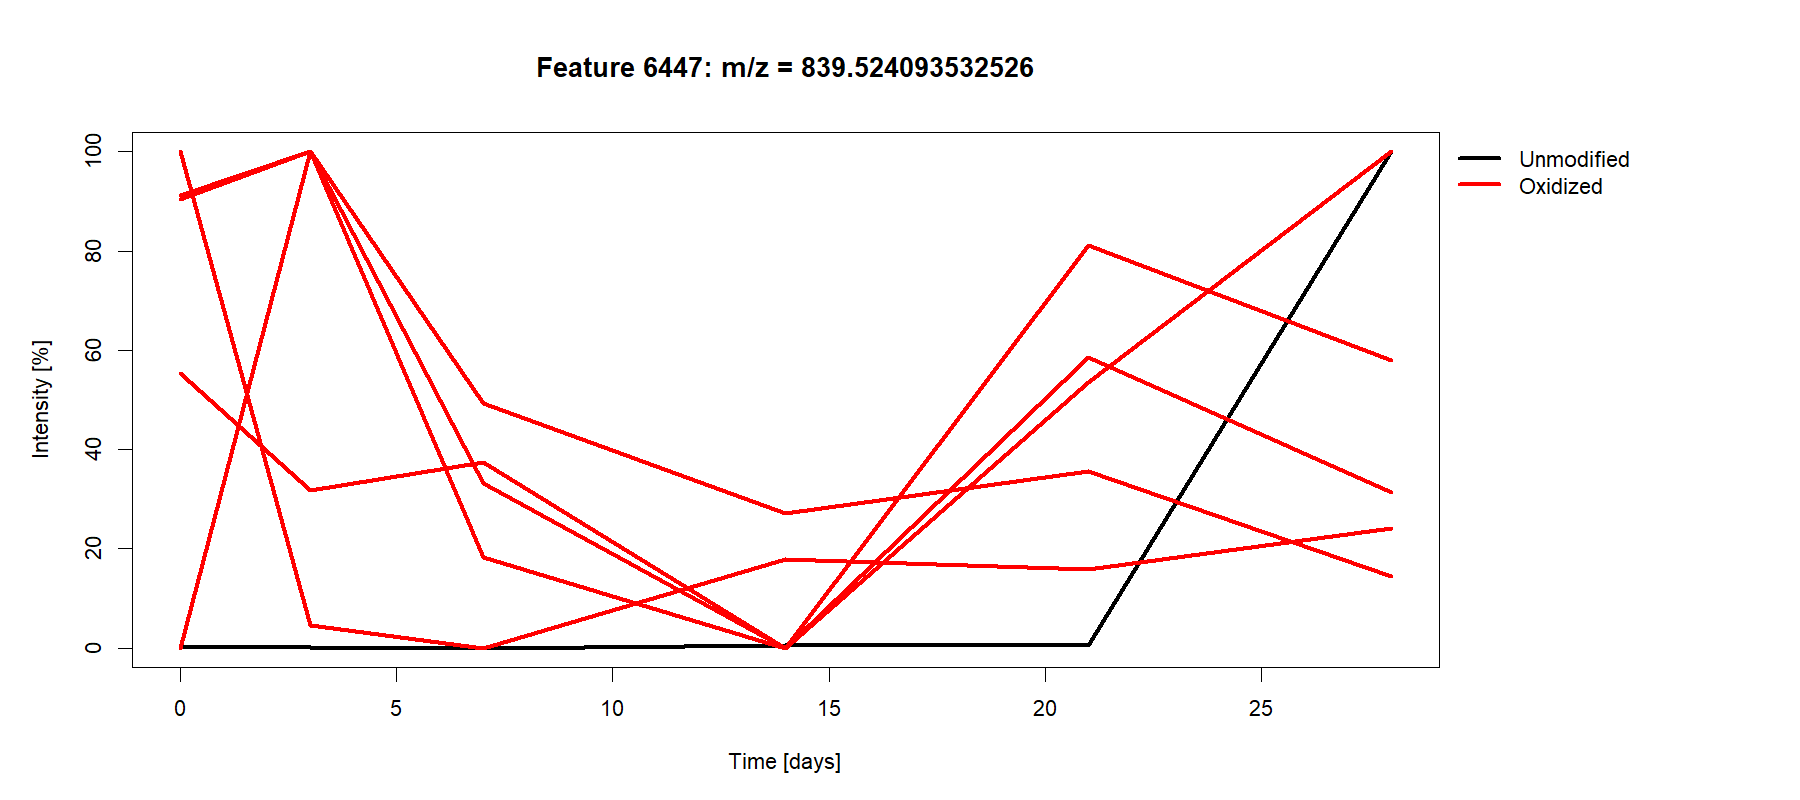 Feature 6447: m/z = 839.524093532526
Unmodified
Oxidized
100
80
60
40
20
0
Intensity [%]
0 5 10 15 20 25
Time [days]